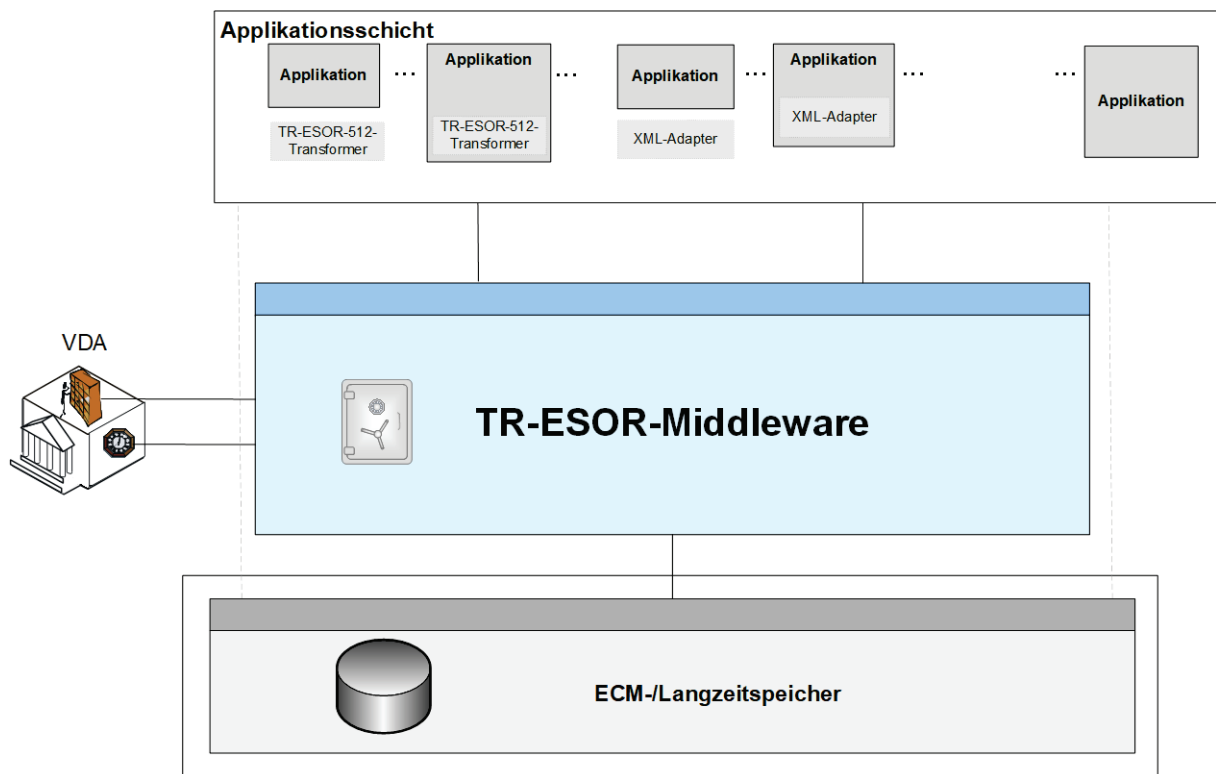 Applikationsschicht
Applikation
...
Applikation
...
Applikation
...
Applikation
...
...
Applikation
TR-ESOR-512-
Transformer
TR-ESOR-512-
Transformer
XML-Adapter
XML-Adapter
VDA
TR-ESOR-Middleware
ECM-/Langzeitspeicher